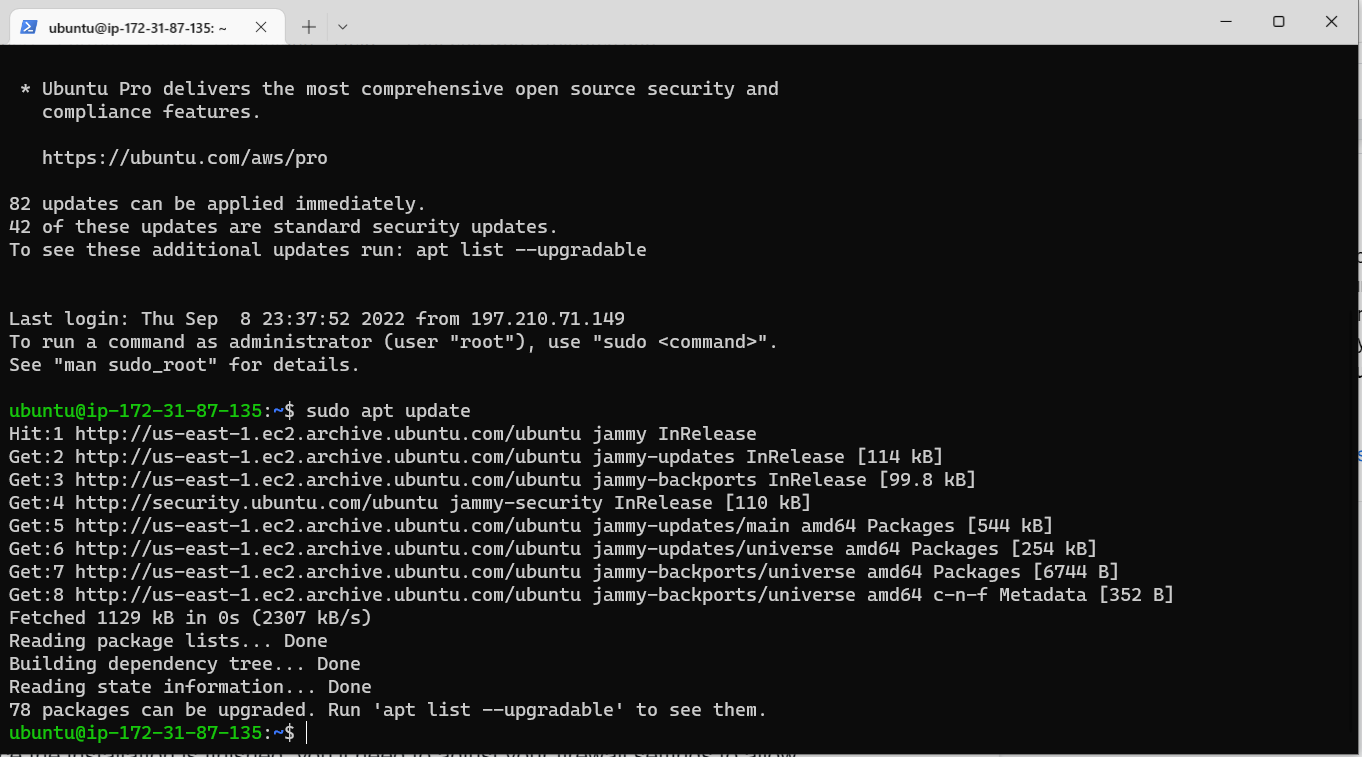 ubuntu@ip-172-31-87-135: ~
* Ubuntu Pro delivers the most comprehensive open source security and
compliance features.
https://ubuntu.com/aws/pro
82 updates can be applied immediately.
42 of these updates are standard security updates.
To see these additional updates run: apt list --upgradable
Last login: Thu Sep  8 23:37:52 2022 from 197.210.71.149
To run a command as administrator (user "root"), use "sudo <command>".
See "man sudo_root" for details.
ubuntu@ip-172-31-87-135:~$ sudo apt update
Hit:1 http://us-east-1.ec2.archive.ubuntu.com/ubuntu jammy InRelease
Get:2 http://us-east-1.ec2.archive.ubuntu.com/ubuntu jammy-updates InRelease [114 kB]
Get:3 http://us-east-1.ec2.archive.ubuntu.com/ubuntu jammy-backports InRelease [99.8 kB]
Get:4 http://security.ubuntu.com/ubuntu jammy-security InRelease [110 kB]
Get:5 http://us-east-1.ec2.archive.ubuntu.com/ubuntu jammy-updates/main amd64 Packages [544 kB]
Get:6 http://us-east-1.ec2.archive.ubuntu.com/ubuntu jammy-updates/universe amd64 Packages [254 kB]
Get:7 http://us-east-1.ec2.archive.ubuntu.com/ubuntu jammy-backports/universe amd64 Packages [6744 B]
Get:8 http://us-east-1.ec2.archive.ubuntu.com/ubuntu jammy-backports/universe amd64 c-n-f Metadata [352 B]
Fetched 1129 kB in 0s (2307 kB/s)
Reading package lists... Done
Building dependency tree... Done
Reading state information... Done
78 packages can be upgraded. Run 'apt list --upgradable' to see them.
ubuntu@ip-172-31-87-135:~$